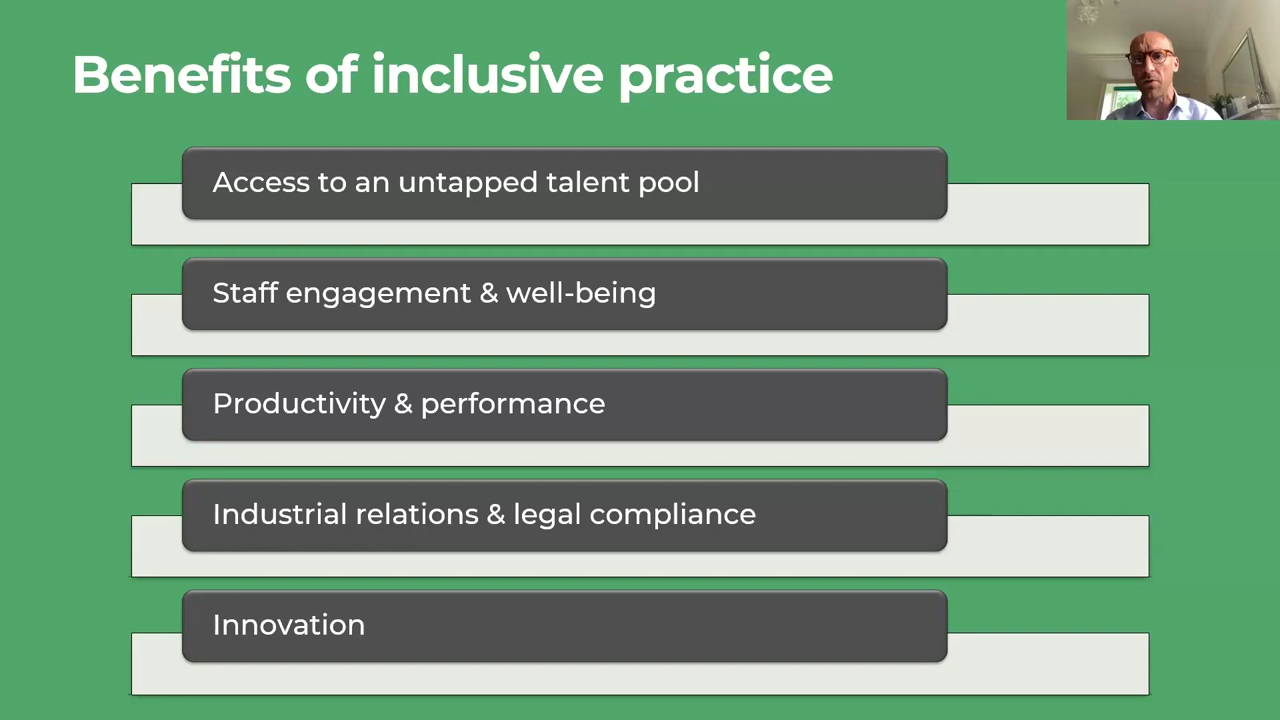 Benefits of inclusive practice
Access to an untapped talent pool
Staff engagement & well-being
Productivity & performance
Industrial relations & legal compliance
Innovation